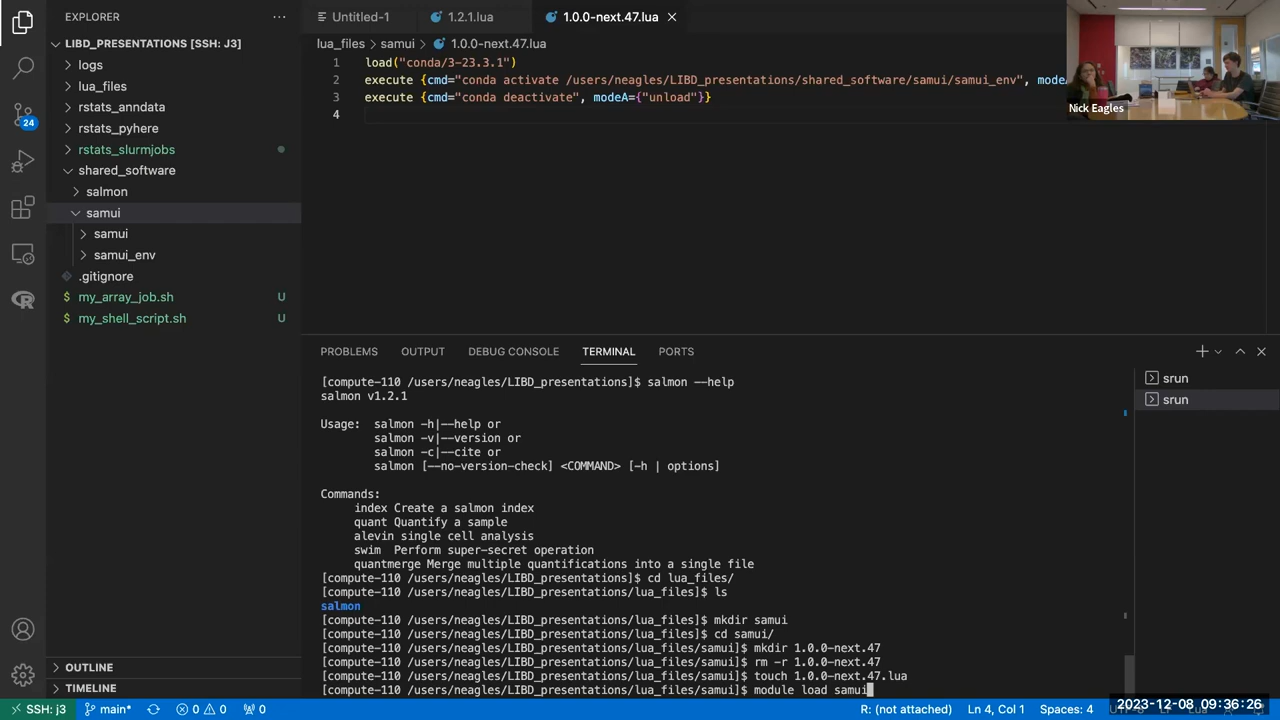 EXPLORER
LIBD_PRESENTATIONS [SSH: J3]
logs
lua_files
rstats_anndata
rstats_pyhere
rstats_slurmjobs
shared_software
salmon
samui
samui
samui_env
.gitignore
$ my_array_job.sh U
$ my_shell_script.sh U
OUTLINE
TIMELINE
24
Untitled-1
1.2.1.lua
1.0.0-next.47.lua
lua_files > samui > 1.0.0-next.47.lua
1 load("conda/3-23.3.1")
2 execute {cmd="conda activate /users/neagles/LIBD_presentations/shared_software/samui/samui_env", mode
3 execute {cmd="conda deactivate", modeA={"unload"}}
4
Nick Eagles
PROBLEMS OUTPUT DEBUG CONSOLE TERMINAL PORTS
srun
srun
[compute-110 /users/neagles/LIBD_presentations]$ salmon --help
salmon v1.2.1
Usage: salmon -h|--help or
salmon -v|--version or
salmon -c|--cite or
salmon [--no-version-check] <COMMAND> [-h | options]
Commands:
index Create a salmon index
quant Quantify a sample
alevin single cell analysis
swim Perform super-secret operation
quantmerge Merge multiple quantifications into a single file
[compute-110 /users/neagles/LIBD_presentations]$ cd lua_files/
[compute-110 /users/neagles/LIBD_presentations/lua_files]$ ls
salmon
[compute-110 /users/neagles/LIBD_presentations/lua_files]$ mkdir samui
[compute-110 /users/neagles/LIBD_presentations/lua_files]$ cd samui/
[compute-110 /users/neagles/LIBD_presentations/lua_files/samui]$ mkdir 1.0.0-next.47
[compute-110 /users/neagles/LIBD_presentations/lua_files/samui]$ rm -r 1.0.0-next.47
[compute-110 /users/neagles/LIBD_presentations/lua_files/samui]$ touch 1.0.0-next.47.lua
[compute-110 /users/neagles/LIBD_presentations/lua_files/samui]$ module load samui
SSH: j3 main* 0 0 0 R: (not attached) Ln 4, Col 1 Spaces: 4
2023-12-08 09:36:26